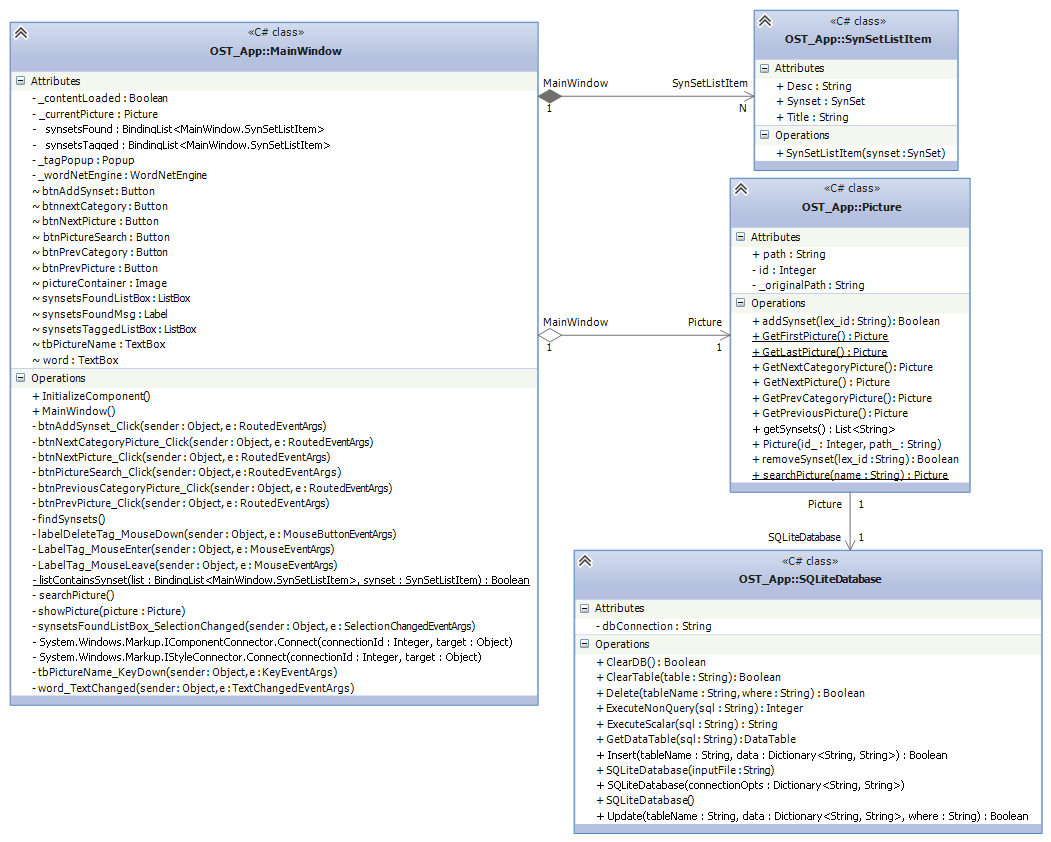 «C# class»
OST_App::MainWindow
Attributes
- _contentLoaded : Boolean
- _currentPicture : Picture
- synsetsFound : BindingList<MainWindow.SynSetListItem>
- synsetsTagged : BindingList<MainWindow.SynSetListItem>
- _tagPopup : Popup
- _wordNetEngine : WordNetEngine
~ btnAddSynset : Button
~ btnnextCategory : Button
~ btnNextPicture : Button
~ btnPictureSearch : Button
~ btnPrevCategory : Button
~ btnPrevPicture : Button
~ pictureContainer : Image
~ synsetsFoundListBox : ListBox
~ synsetsFoundMsg : Label
~ synsetsTaggedListBox : ListBox
~ tbPictureName : TextBox
~ word : TextBox
Operations
+ InitializeComponent()
+ MainWindow()
- btnAddSynset_Click(sender : Object, e : RoutedEventArgs)
- btnNextCategoryPicture_Click(sender : Object, e : RoutedEventArgs)
- btnNextPicture_Click(sender : Object, e : RoutedEventArgs)
- btnPictureSearch_Click(sender : Object, e : RoutedEventArgs)
- btnPreviousCategoryPicture_Click(sender : Object, e : RoutedEventArgs)
- btnPrevPicture_Click(sender : Object, e : RoutedEventArgs)
- findSynsets()
- labelDeleteTag_MouseDown(sender : Object, e : MouseButtonEventArgs)
- LabelTag_MouseEnter(sender : Object, e : MouseEventArgs)
- LabelTag_MouseLeave(sender : Object, e : MouseEventArgs)
- listContainsSynset(list : BindingList<MainWindow.SynSetListItem>, synset : SynSetListItem) : Boolean
- searchPicture()
- showPicture(picture : Picture)
- synsetsFoundListBox_SelectionChanged(sender : Object, e : SelectionChangedEventArgs)
- System.Windows.Markup.IComponentConnector.Connect(connectionId : Integer, target : Object)
- System.Windows.Markup.IStyleConnector.Connect(connectionId : Integer, target : Object)
- tbPictureName_KeyDown(sender : Object, e : KeyEventArgs)
- word_TextChanged(sender : Object, e : TextChangedEventArgs)
MainWindow SynSetListItem
1 N
«C# class»
OST_App::SynSetListItem
Attributes
+ Desc : String
+ Synset : SynSet
+ Title : String
Operations
+ SynSetListItem(synset : SynSet)
MainWindow Picture
1 1
«C# class»
OST_App::Picture
Attributes
+ path : String
- id : Integer
- _originalPath : String
Operations
+ addSynset(lex_id : String) : Boolean
+ GetFirstPicture() : Picture
+ GetLastPicture() : Picture
+ GetNextCategoryPicture() : Picture
+ GetNextPicture() : Picture
+ GetPrevCategoryPicture() : Picture
+ GetPreviousPicture() : Picture
+ getSynsets() : List<String>
+ Picture(id_ : Integer, path_ : String)
+ removeSynset(lex_id : String) : Boolean
+ searchPicture(name : String) : Picture
Picture 1
SQLiteDatabase 1
«C# class»
OST_App::SQLiteDatabase
Attributes
- dbConnection : String
Operations
+ ClearDB() : Boolean
+ ClearTable(table : String) : Boolean
+ Delete(tableName : String, where : String) : Boolean
+ ExecuteNonQuery(sql : String) : Integer
+ ExecuteScalar(sql : String) : String
+ GetDataTable(sql : String) : DataTable
+ Insert(tableName : String, data : Dictionary<String, String>) : Boolean
+ SQLiteDatabase(inputFile : String)
+ SQLiteDatabase(connectionOpts : Dictionary<String, String>)
+ SQLiteDatabase()
+ Update(tableName : String, data : Dictionary<String, String>, where : String) : Boolean